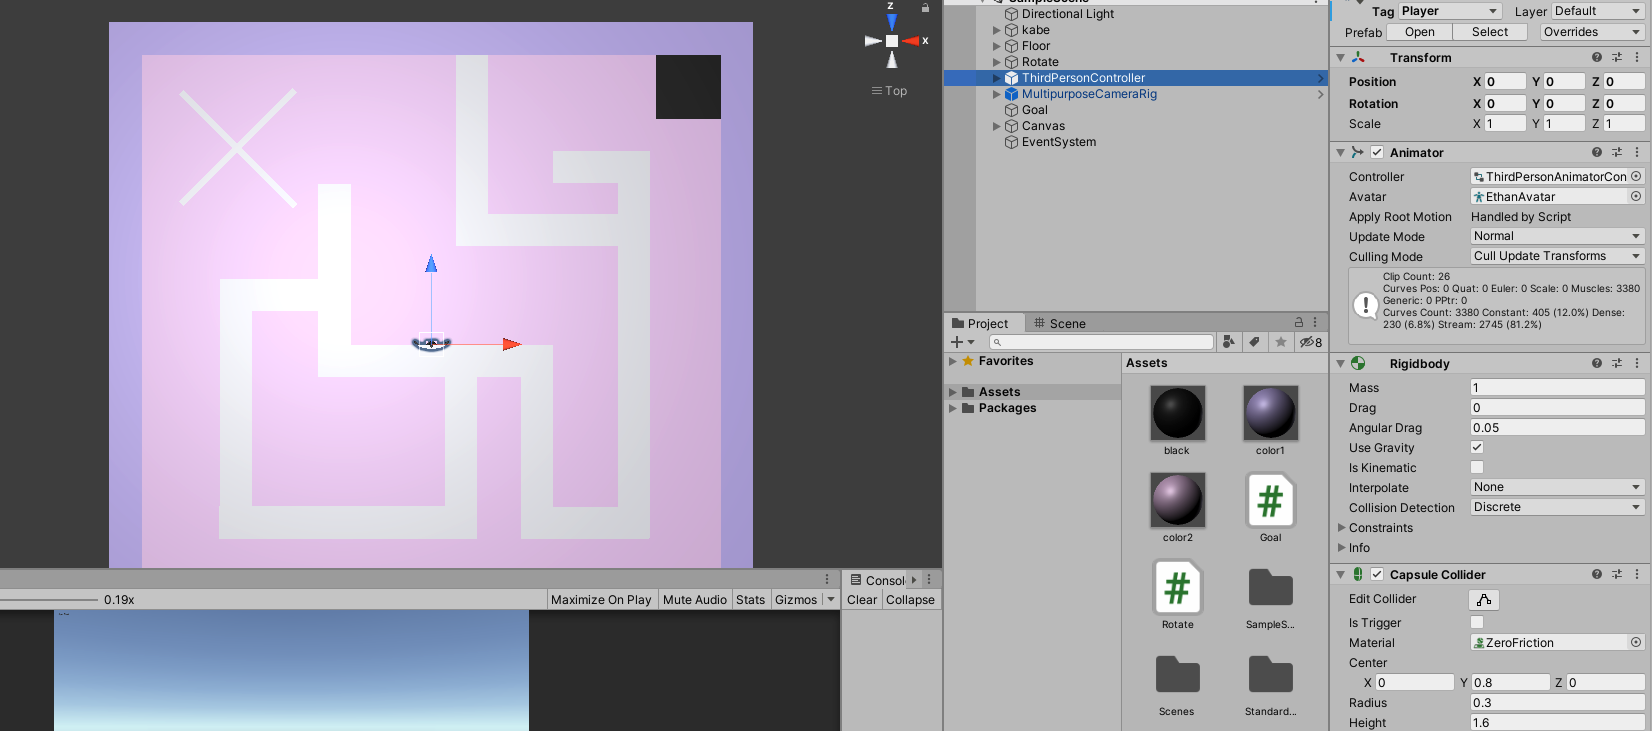 z
x
Top
0.19x
Maximize On Play
Mute Audio
Stats
Gizmos
Console
Clear
Collapse
SampleScene
Directional Light
kabe
Floor
Rotate
ThirdPersonController
MultipurposeCameraRig
Goal
Canvas
EventSystem
Project
Scene
8
Favorites
Assets
Packages
Assets
black
color1
color2
Goal
Rotate
SampleS...
Scenes
Standard...
Tag Player Layer Default
Prefab Open Select Overrides
Transform
Position X 0 Y 0 Z 0
Rotation X 0 Y 0 Z 0
Scale X 1 Y 1 Z 1
Animator
Controller ThirdPersonAnimatorCon
Avatar EthanAvatar
Apply Root Motion Handled by Script
Update Mode Normal
Culling Mode Cull Update Transforms
Clip Count: 26
Curves Pos: 0 Quat: 0 Euler: 0 Scale: 0 Muscles: 3380
Generic: 0 PPtr: 0
Curves Count: 3380 Constant: 405 (12.0%) Dense:
230 (6.8%) Stream: 2745 (81.2%)
Rigidbody
Mass 1
Drag 0
Angular Drag 0.05
Use Gravity
Is Kinematic
Interpolate None
Collision Detection Discrete
Constraints
Info
Capsule Collider
Edit Collider
Is Trigger
Material ZeroFriction
Center
X 0 Y 0.8 Z 0
Radius 0.3
Height 1.6